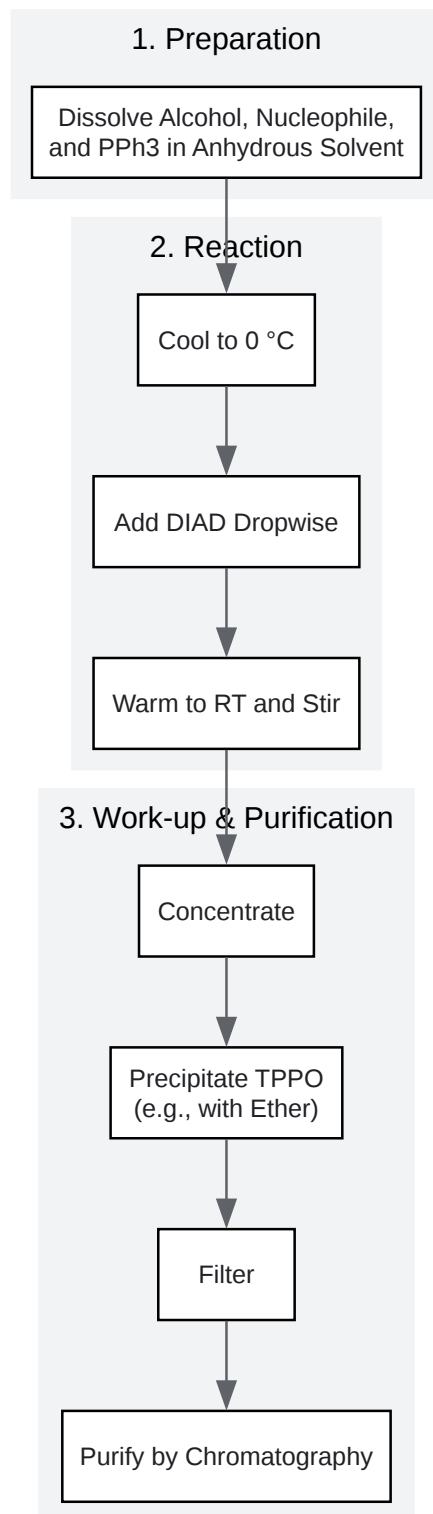 1. Preparation
Dissolve Alcohol, Nucleophile,
and PPh3 in Anhydrous Solvent
2. Reaction
Cool to 0 °C
Add DIAD Dropwise
Warm to RT and Stir
3. Work-up & Purification
Concentrate
Precipitate TPPO
(e.g., with Ether)
Filter
Purify by Chromatography